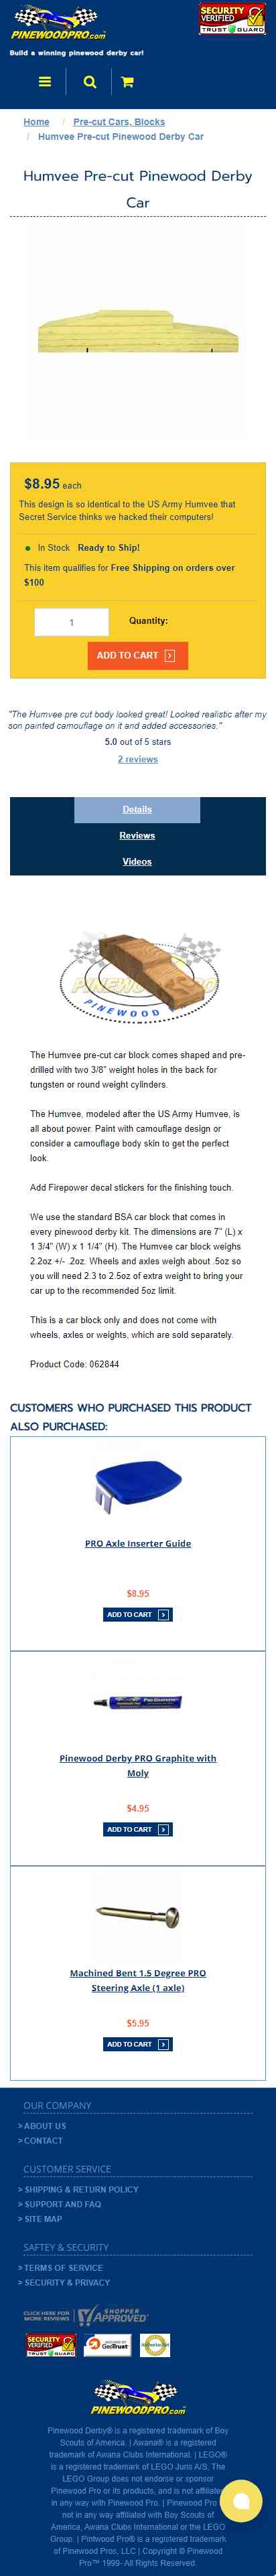 PINEWOODPRO.COM
SECURITY
VERIFIED
TRUST GUARD
Build a winning pinewood derby car!
Home / Pre-cut Cars, Blocks
/ Humvee Pre-cut Pinewood Derby Car
Humvee Pre-cut Pinewood Derby
Car
$8.95 each
This design is so identical to the US Army Humvee that
Secret Service thinks we hacked their computers!
In Stock Ready to Ship!
This item qualifies for Free Shipping on orders over
$100
1 Quantity:
ADD TO CART
"The Humvee pre cut body looked great! Looked realistic after my
son painted camouflage on it and added accessories."
5.0 out of 5 stars
2 reviews
Details
Reviews
Videos
PINEWOODPRO
PINEWOOD
The Humvee pre-cut car block comes shaped and pre-
drilled with two 3/8" weight holes in the back for
tungsten or round weight cylinders.
The Humvee, modeled after the US Army Humvee, is
all about power. Paint with camouflage design or
consider a camouflage body skin to get the perfect
look.
Add Firepower decal stickers for the finishing touch.
We use the standard BSA car block that comes in
every pinewood derby kit. The dimensions are 7" (L) x
1 3/4" (W) x 1 1/4" (H). The Humvee car block weighs
2.2oz +/- .2oz. Wheels and axles weigh about .5oz so
you will need 2.3 to 2.5oz of extra weight to bring your
car up to the recommended 5oz limit.
This is a car block only and does not come with
wheels, axles or weights, which are sold separately.
Product Code: 062844
CUSTOMERS WHO PURCHASED THIS PRODUCT
ALSO PURCHASED:
PRO Axle Inserter Guide
$8.95
ADD TO CART
Pinewood Derby PRO Graphite with
Moly
$4.95
ADD TO CART
Machined Bent 1.5 Degree PRO
Steering Axle (1 axle)
$5.95
ADD TO CART
OUR COMPANY
> ABOUT US
> CONTACT
CUSTOMER SERVICE
> SHIPPING & RETURN POLICY
> SUPPORT AND FAQ
> SITE MAP
SAFTEY & SECURITY
> TERMS OF SERVICE
> SECURITY & PRIVACY
CLICK HERE FOR
MORE REVIEWS
SHOPPER
APPROVED
SECURITY
VERIFIED
TRUST GUARD
GeoTrust
Authorize.Net
PINEWOODPRO.COM
Pinewood Derby® is a registered trademark of Boy
Scouts of America. | Awana® is a registered
trademark of Awana Clubs International. | LEGO®
is a registered trademark of LEGO Juris A/S. The
LEGO Group does not endorse or sponsor
Pinewood Pro or its products, and is not affiliated
in any way with Pinewood Pro. | Pinewood Pro is
not in any way affiliated with Boy Scouts of
America, Awana Clubs International or the LEGO
Group. | Pintwood Pro® is a registered trademark
of Pinewood Pros, LLC | Copyright © Pinewood
Pro™ 1999- All Rights Reserved.